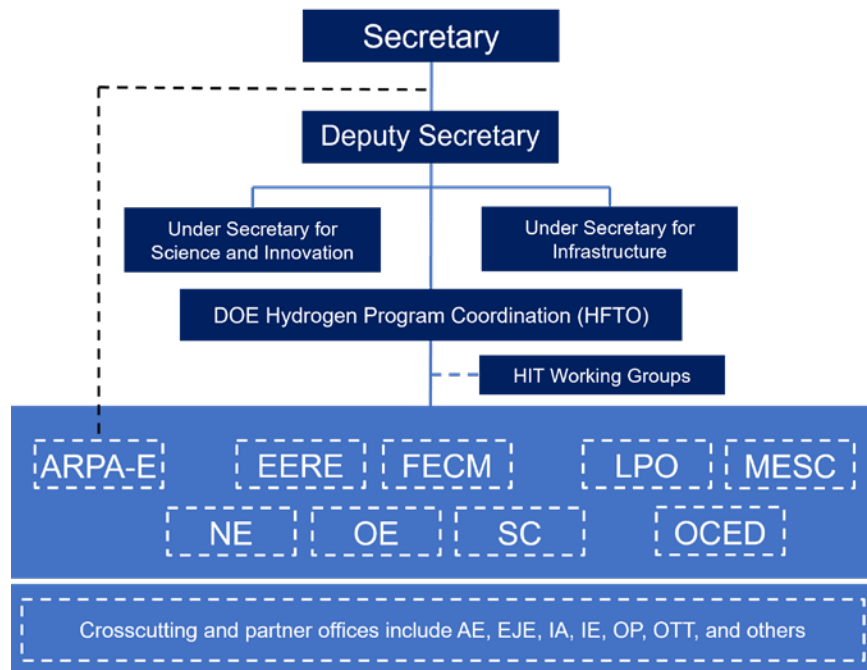 Secretary
Deputy Secretary
Under Secretary for
Science and Innovation
Under Secretary for
Infrastructure
DOE Hydrogen Program Coordination (HFTO)
HIT Working Groups
ARPA-E
EERE
FECM
LPO
MESC
NE
OE
SC
OCED
Crosscutting and partner offices include AE, EJE, IA, IE, OP, OTT, and others